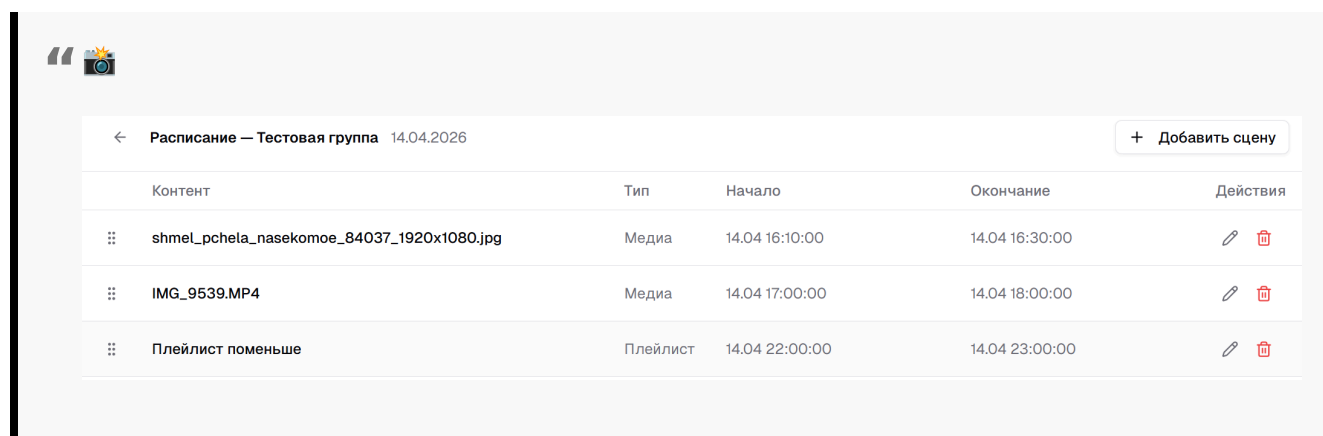 “ 📸
← Расписание — Тестовая группа 14.04.2026 + Добавить сцену
Контент Тип Начало Окончание Действия
shmel_pchela_nasekomoe_84037_1920x1080.jpg Медиа 14.04 16:10:00 14.04 16:30:00
IMG_9539.MP4 Медиа 14.04 17:00:00 14.04 18:00:00
Плейлист поменьше Плейлист 14.04 22:00:00 14.04 23:00:00